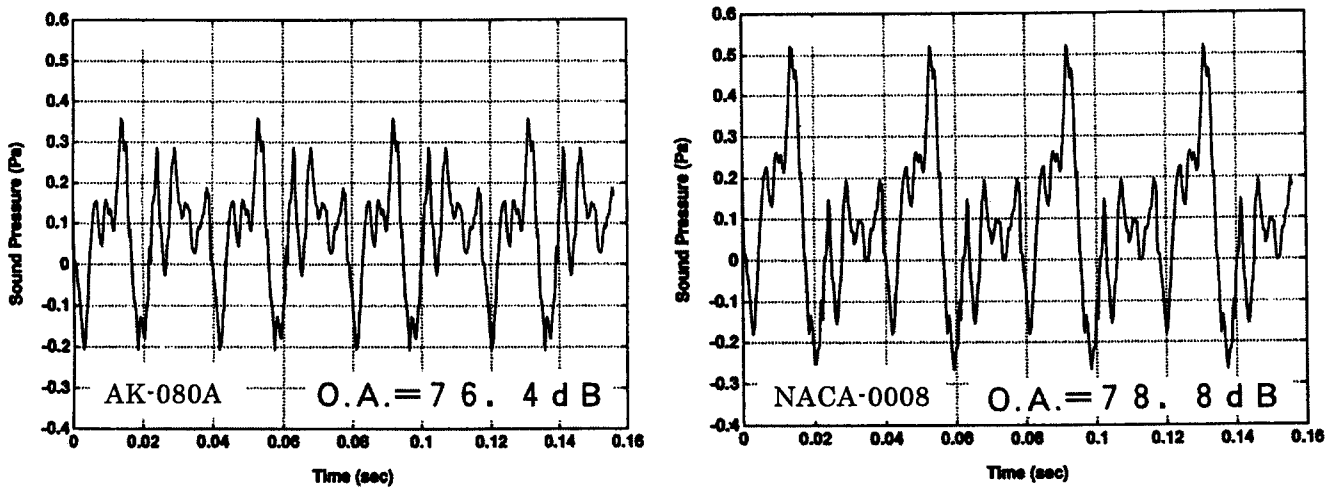 0.6
0.5
0.4
0.3
0.2
0.1
0
-0.1
-0.2
-0.3
-0.4
Sound Pressure (Pa)
AK-080A O.A.=76.4dB
0 0.02 0.04 0.06 0.08 0.10 0.12 0.14 0.16
Time (sec)
0.6
0.5
0.4
0.3
0.2
0.1
0
-0.1
-0.2
-0.3
-0.4
Sound Pressure (Pa)
NACA-0008 O.A.=78.8dB
0 0.02 0.04 0.06 0.08 0.1 0.12 0.14 0.16
Time (sec)